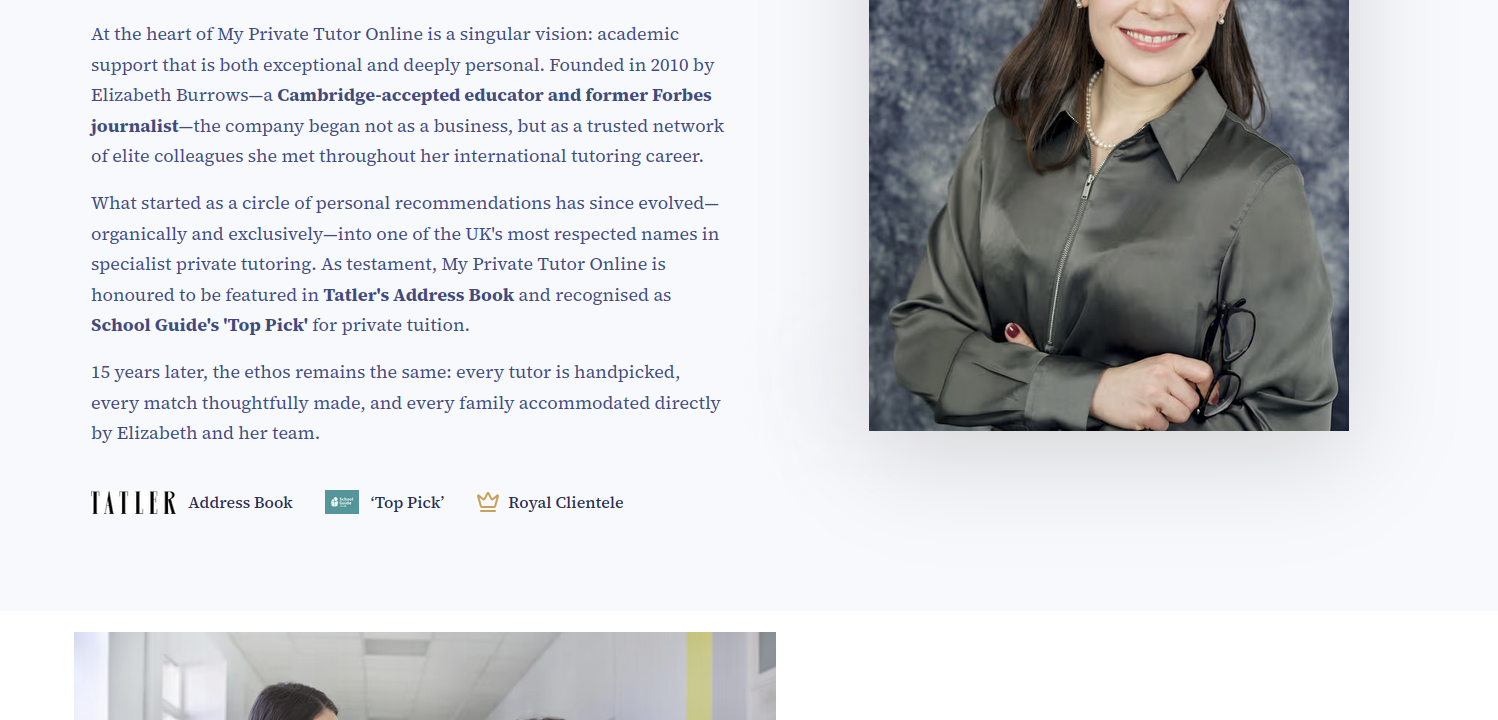 At the heart of My Private Tutor Online is a singular vision: academic
support that is both exceptional and deeply personal. Founded in 2010 by
Elizabeth Burrows—a Cambridge-accepted educator and former Forbes
journalist—the company began not as a business, but as a trusted network
of elite colleagues she met throughout her international tutoring career.
What started as a circle of personal recommendations has since evolved—
organically and exclusively—into one of the UK's most respected names in
specialist private tutoring. As testament, My Private Tutor Online is
honoured to be featured in Tatler's Address Book and recognised as
School Guide's 'Top Pick' for private tuition.
15 years later, the ethos remains the same: every tutor is handpicked,
every match thoughtfully made, and every family accommodated directly
by Elizabeth and her team.
TATLER Address Book School Guide ‘Top Pick’ Royal Clientele